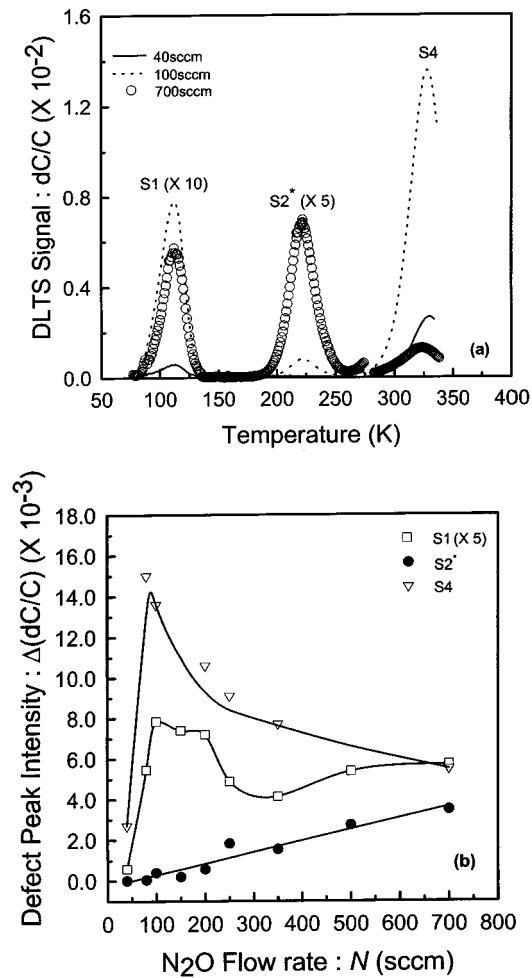 1.6
1.2
0.8
0.4
0.0
DLTS Signal : dC/C (X 10-2)
40sccm
100sccm
700sccm
S1 (X 10)
S2* (X 5)
S4
(a)
50 100 150 200 250 300 350 400
Temperature (K)
18.0
16.0
14.0
12.0
10.0
8.0
6.0
4.0
2.0
0.0
Defect Peak Intensity : Δ(dC/C) (X 10-3)
S1 (X 5)
S2*
S4
(b)
0 100 200 300 400 500 600 700 800
N2O Flow rate : N (sccm)